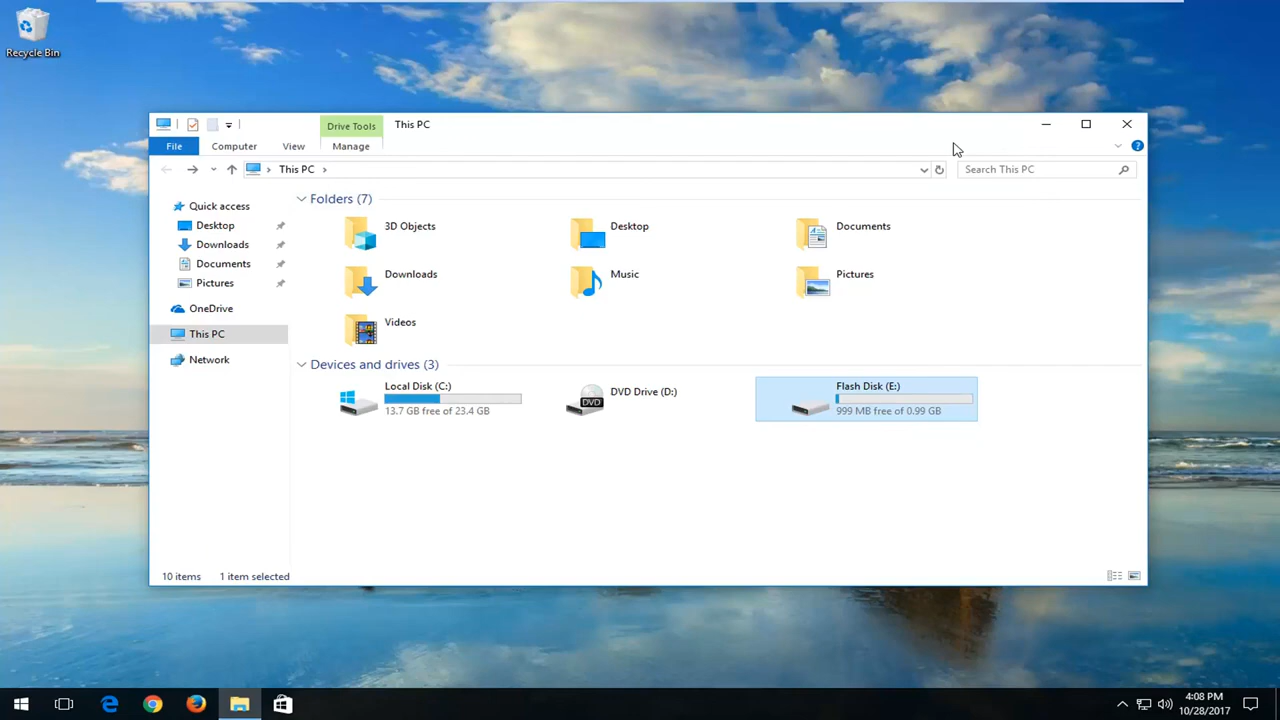 Recycle Bin
Drive Tools
This PC
File
Computer
View
Manage
This PC
Search This PC
Quick access
Desktop
Downloads
Documents
Pictures
OneDrive
This PC
Network
Folders (7)
3D Objects
Desktop
Documents
Downloads
Music
Pictures
Videos
Devices and drives (3)
Local Disk (C:)
13.7 GB free of 23.4 GB
DVD
DVD Drive (D:)
Flash Disk (E:)
999 MB free of 0.99 GB
10 items
1 item selected
4:08 PM
10/28/2017